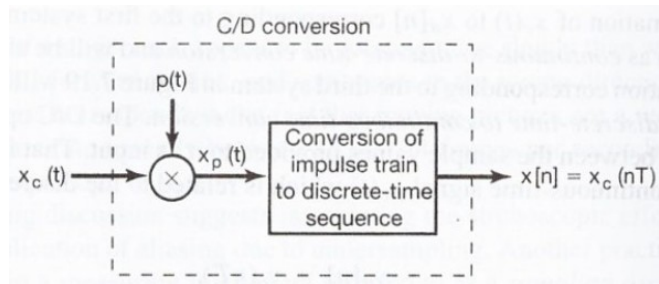 C/D conversion
p(t)
x_c (t)
×
x_p (t)
Conversion of
impulse train
to discrete-time
sequence
x[n] = x_c (nT)